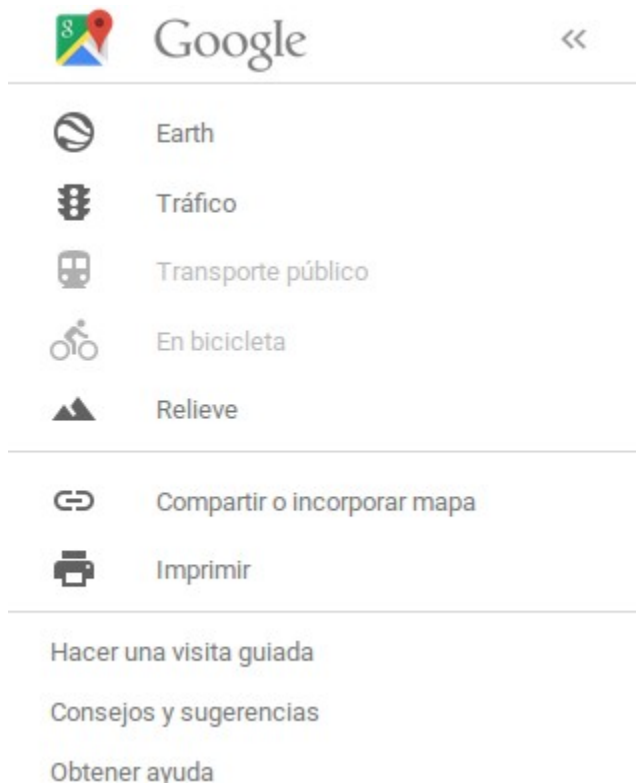 8
Google
Earth
Tráfico
Transporte público
En bicicleta
Relieve
Compartir o incorporar mapa
Imprimir
Hacer una visita guiada
Consejos y sugerencias
Obtener ayuda